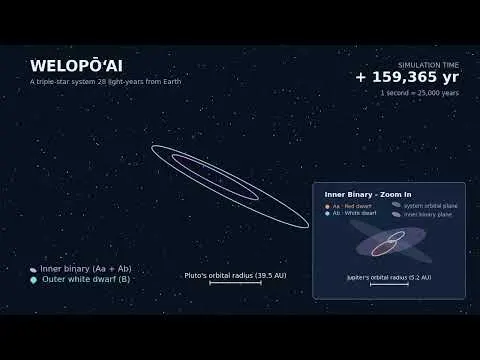 WELOPŌʻAI
A triple-star system 28 light-years from Earth
SIMULATION TIME
+ 159,365 yr
1 second = 25,000 years
Inner Binary - Zoom In
Aa · Red dwarf
Ab · White dwarf
system orbital plane
inner binary plane
Inner binary (Aa + Ab)
Outer white dwarf (B)
Pluto's orbital radius (39.5 AU)
Jupiter's orbital radius (5.2 AU)